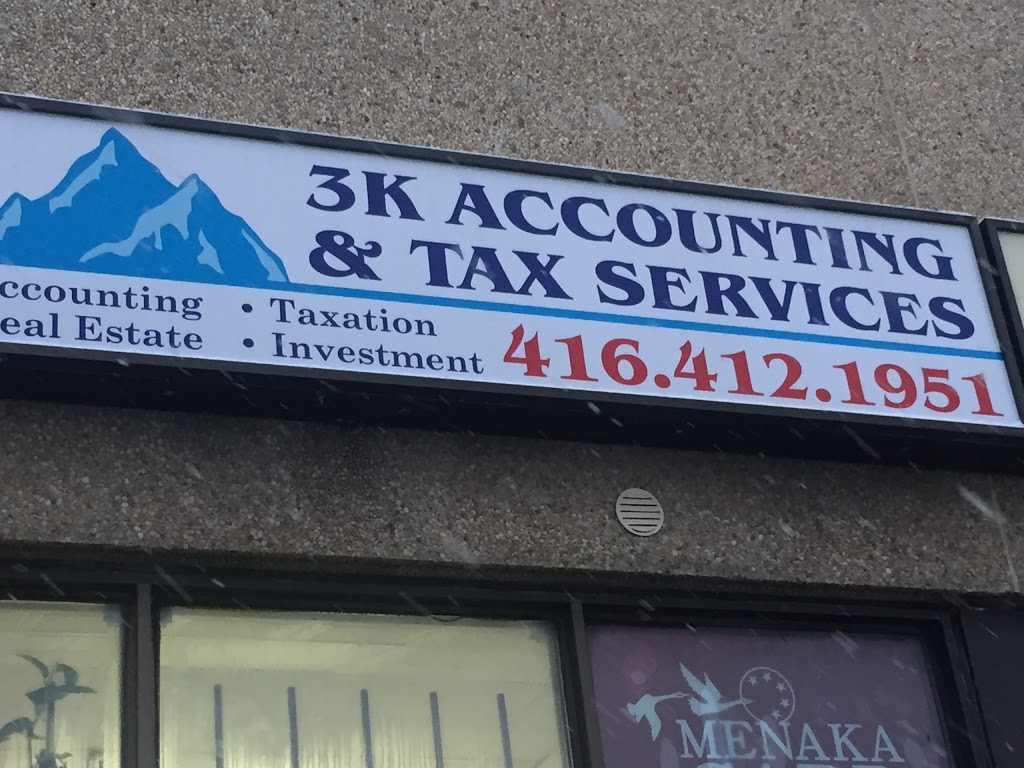 3K ACCOUNTING
& TAX SERVICES
ccounting • Taxation
eal Estate • Investment
416.412.1951
MENAKA